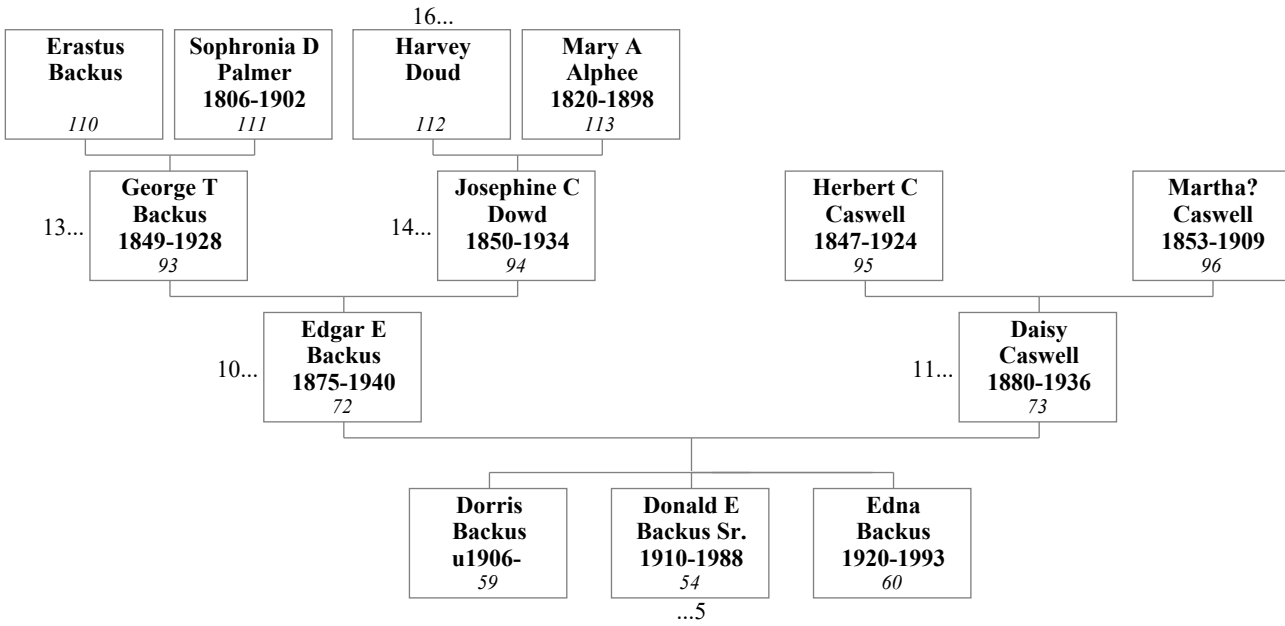 16...
Erastus
Backus
110
Sophronia D
Palmer
1806-1902
111
Harvey
Doud
112
Mary A
Alphee
1820-1898
113
13...
George T
Backus
1849-1928
93
14...
Josephine C
Dowd
1850-1934
94
Herbert C
Caswell
1847-1924
95
Martha?
Caswell
1853-1909
96
10...
Edgar E
Backus
1875-1940
72
11...
Daisy
Caswell
1880-1936
73
Dorris
Backus
u1906-
59
Donald E
Backus Sr.
1910-1988
54
Edna
Backus
1920-1993
60
...5